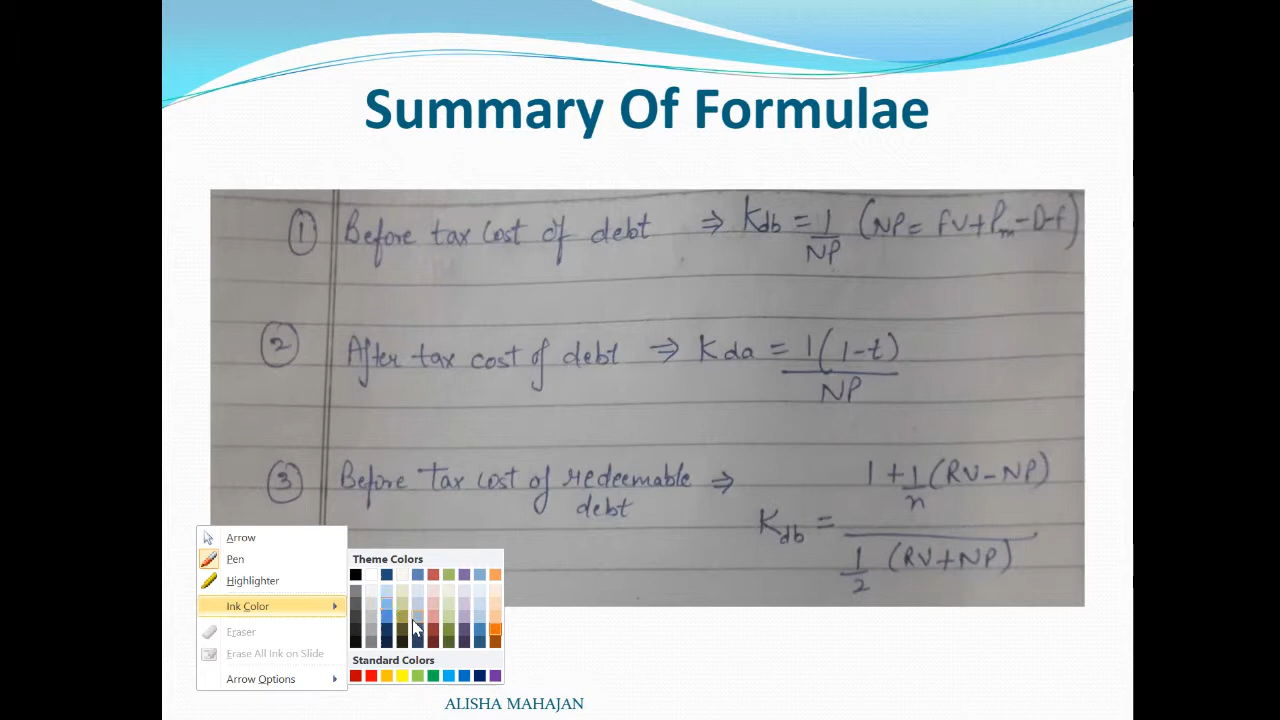 Summary Of Formulae
① Before tax cost of debt ⇒ Kdb = 1/NP (NP = FV+Pm-D-f)
② After tax cost of debt ⇒ Kda = 1(1-t)/NP
③ Before Tax cost of redeemable debt ⇒ Kdb = 1+1/n(RV-NP) / 1/2 (RV+NP)
Arrow
Pen
Highlighter
Ink Color
Eraser
Erase All Ink on Slide
Arrow Options
Theme Colors
Standard Colors
ALISHA MAHAJAN